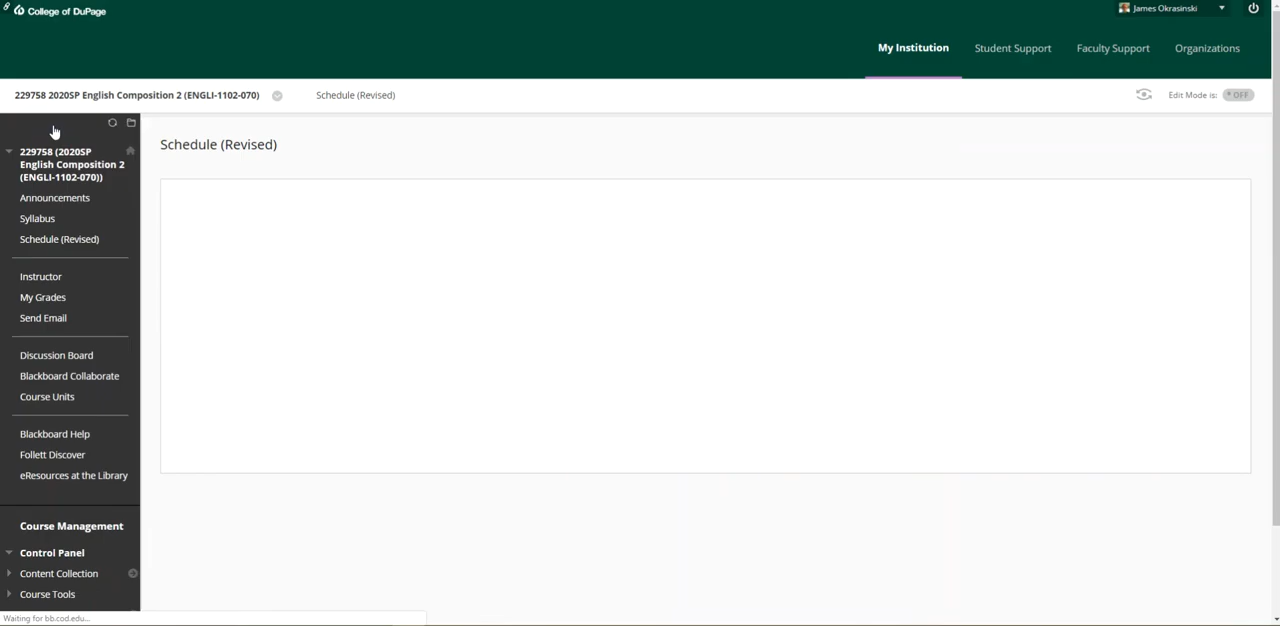 College of DuPage
James Okrasinski
My Institution
Student Support
Faculty Support
Organizations
229758 2020SP English Composition 2 (ENGLI-1102-070)
Schedule (Revised)
Edit Mode is:
OFF
229758 (2020SP
English Composition 2
(ENGLI-1102-070))
Announcements
Syllabus
Schedule (Revised)
Instructor
My Grades
Send Email
Discussion Board
Blackboard Collaborate
Course Units
Blackboard Help
Follett Discover
eResources at the Library
Course Management
Control Panel
Content Collection
Course Tools
Waiting for bb.cod.edu...
Schedule (Revised)